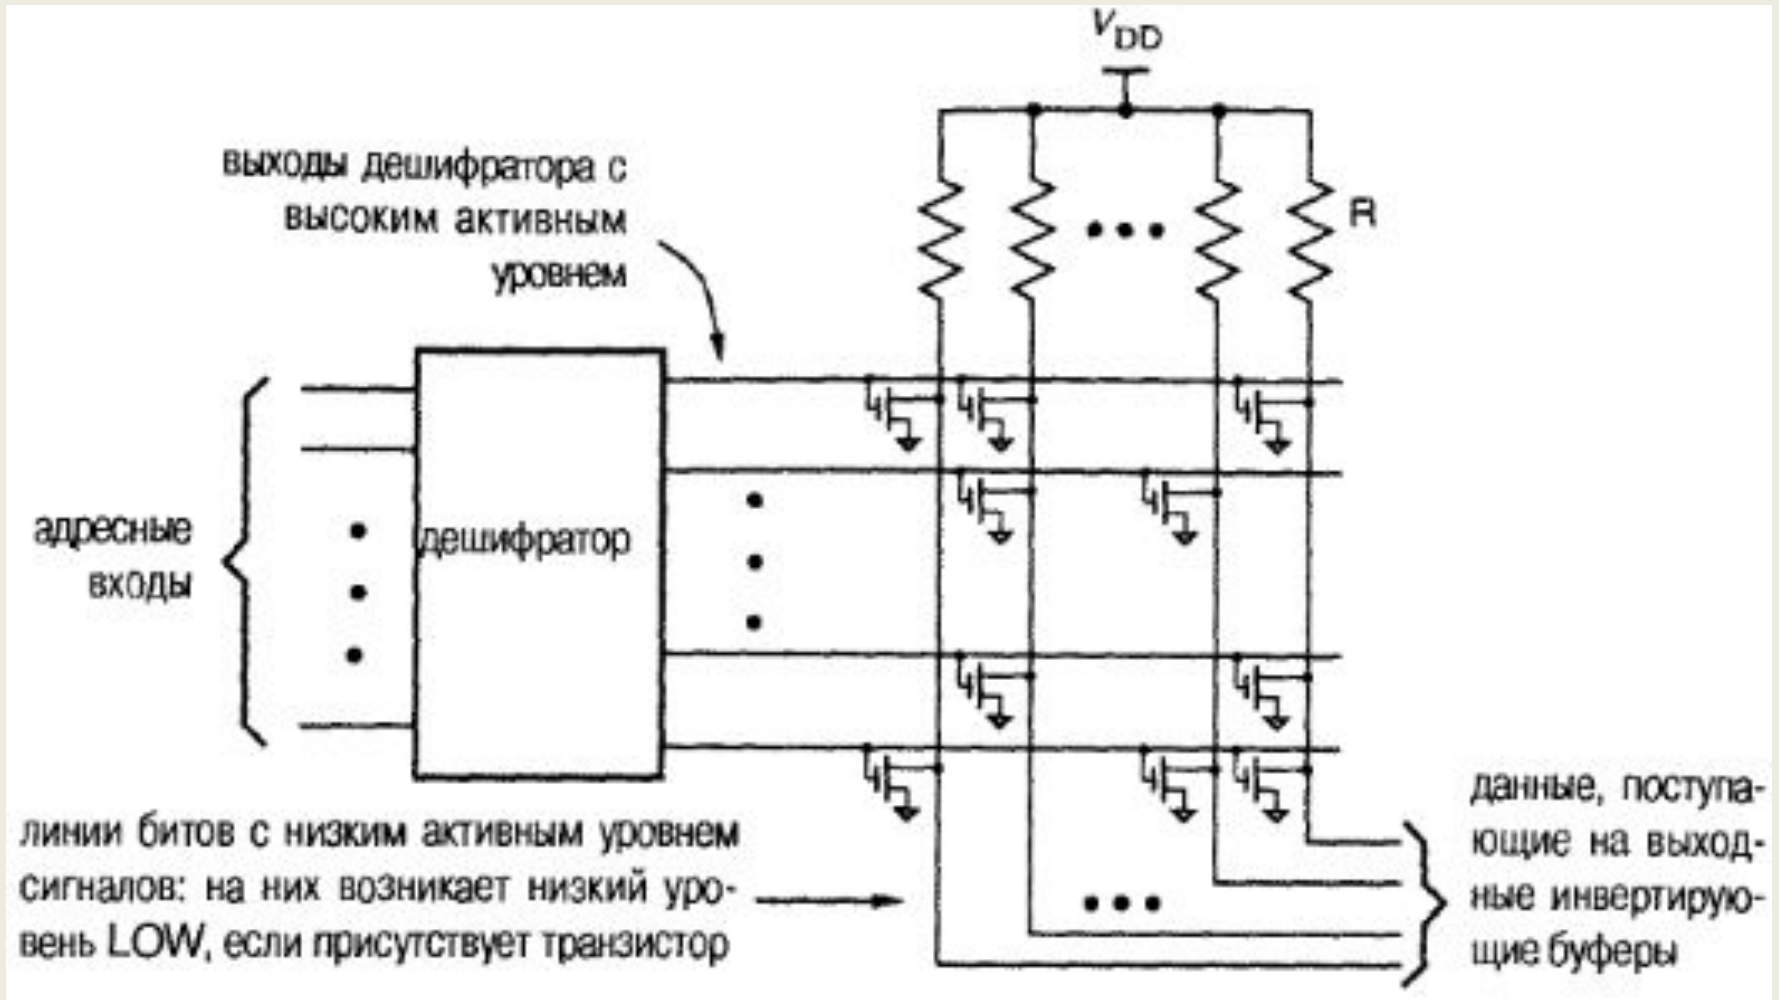 V_DD
выходы дешифратора с
высоким активным
уровнем
R
адресные
входы
дешифратор
линии битов с низким активным уровнем
сигналов: на них возникает низкий уро-
вень LOW, если присутствует транзистор
данные, поступа-
ющие на выход-
ные инвертирую-
щие буферы